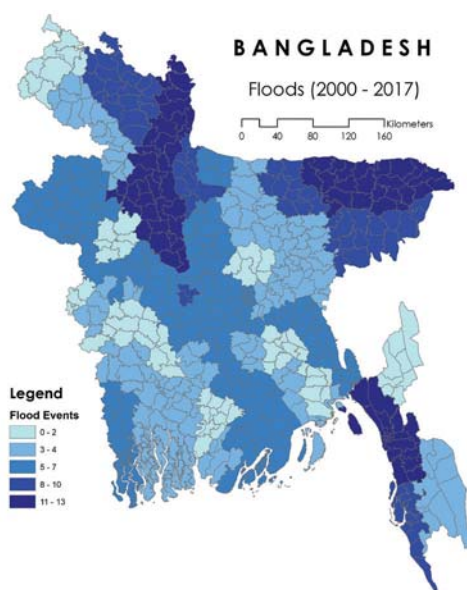 BANGLADESH
Floods (2000 - 2017)
Kilometers
0 40 80 120 160
Legend
Flood Events
0 - 2
3 - 4
5 - 7
8 - 10
11 - 13